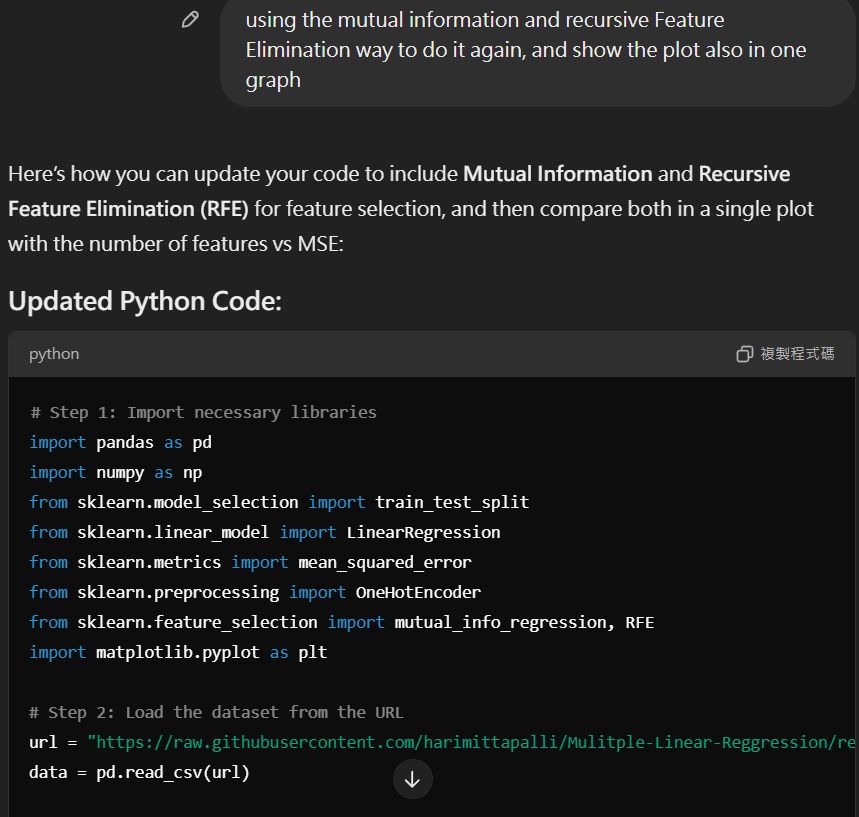 using the mutual information and recursive Feature
Elimination way to do it again, and show the plot also in one
graph
Here's how you can update your code to include Mutual Information and Recursive
Feature Elimination (RFE) for feature selection, and then compare both in a single plot
with the number of features vs MSE:
Updated Python Code:
python
複製程式碼
# Step 1: Import necessary libraries
import pandas as pd
import numpy as np
from sklearn.model_selection import train_test_split
from sklearn.linear_model import LinearRegression
from sklearn.metrics import mean_squared_error
from sklearn.preprocessing import OneHotEncoder
from sklearn.feature_selection import mutual_info_regression, RFE
import matplotlib.pyplot as plt
# Step 2: Load the dataset from the URL
url = "https://raw.githubusercontent.com/harimittapalli/Mulitple-Linear-Reggression/re
data = pd.read_csv(url)